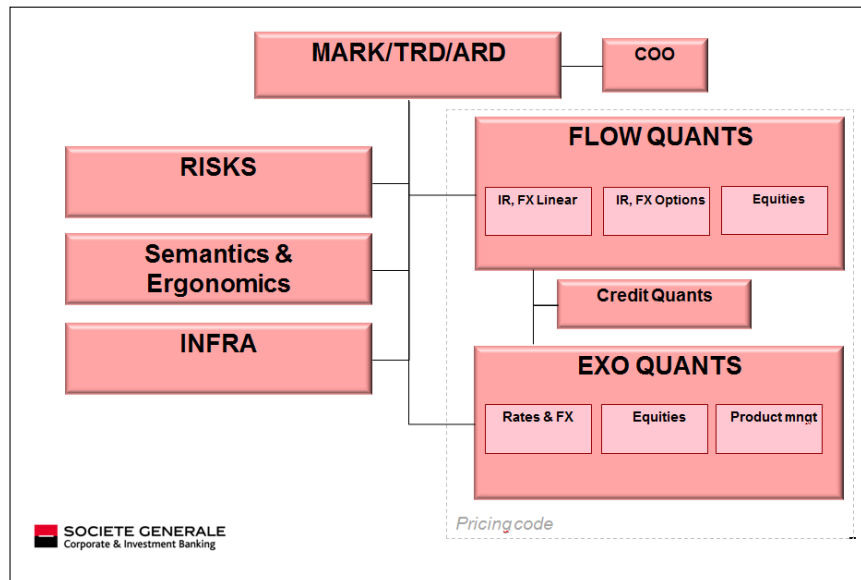 MARK/TRD/ARD
COO
FLOW QUANTS
IR, FX Linear
IR, FX Options
Equities
RISKS
Semantics &
Ergonomics
Credit Quants
INFRA
EXO QUANTS
Rates & FX
Equities
Product mngt
Pricing code
SOCIETE GENERALE
Corporate & Investment Banking